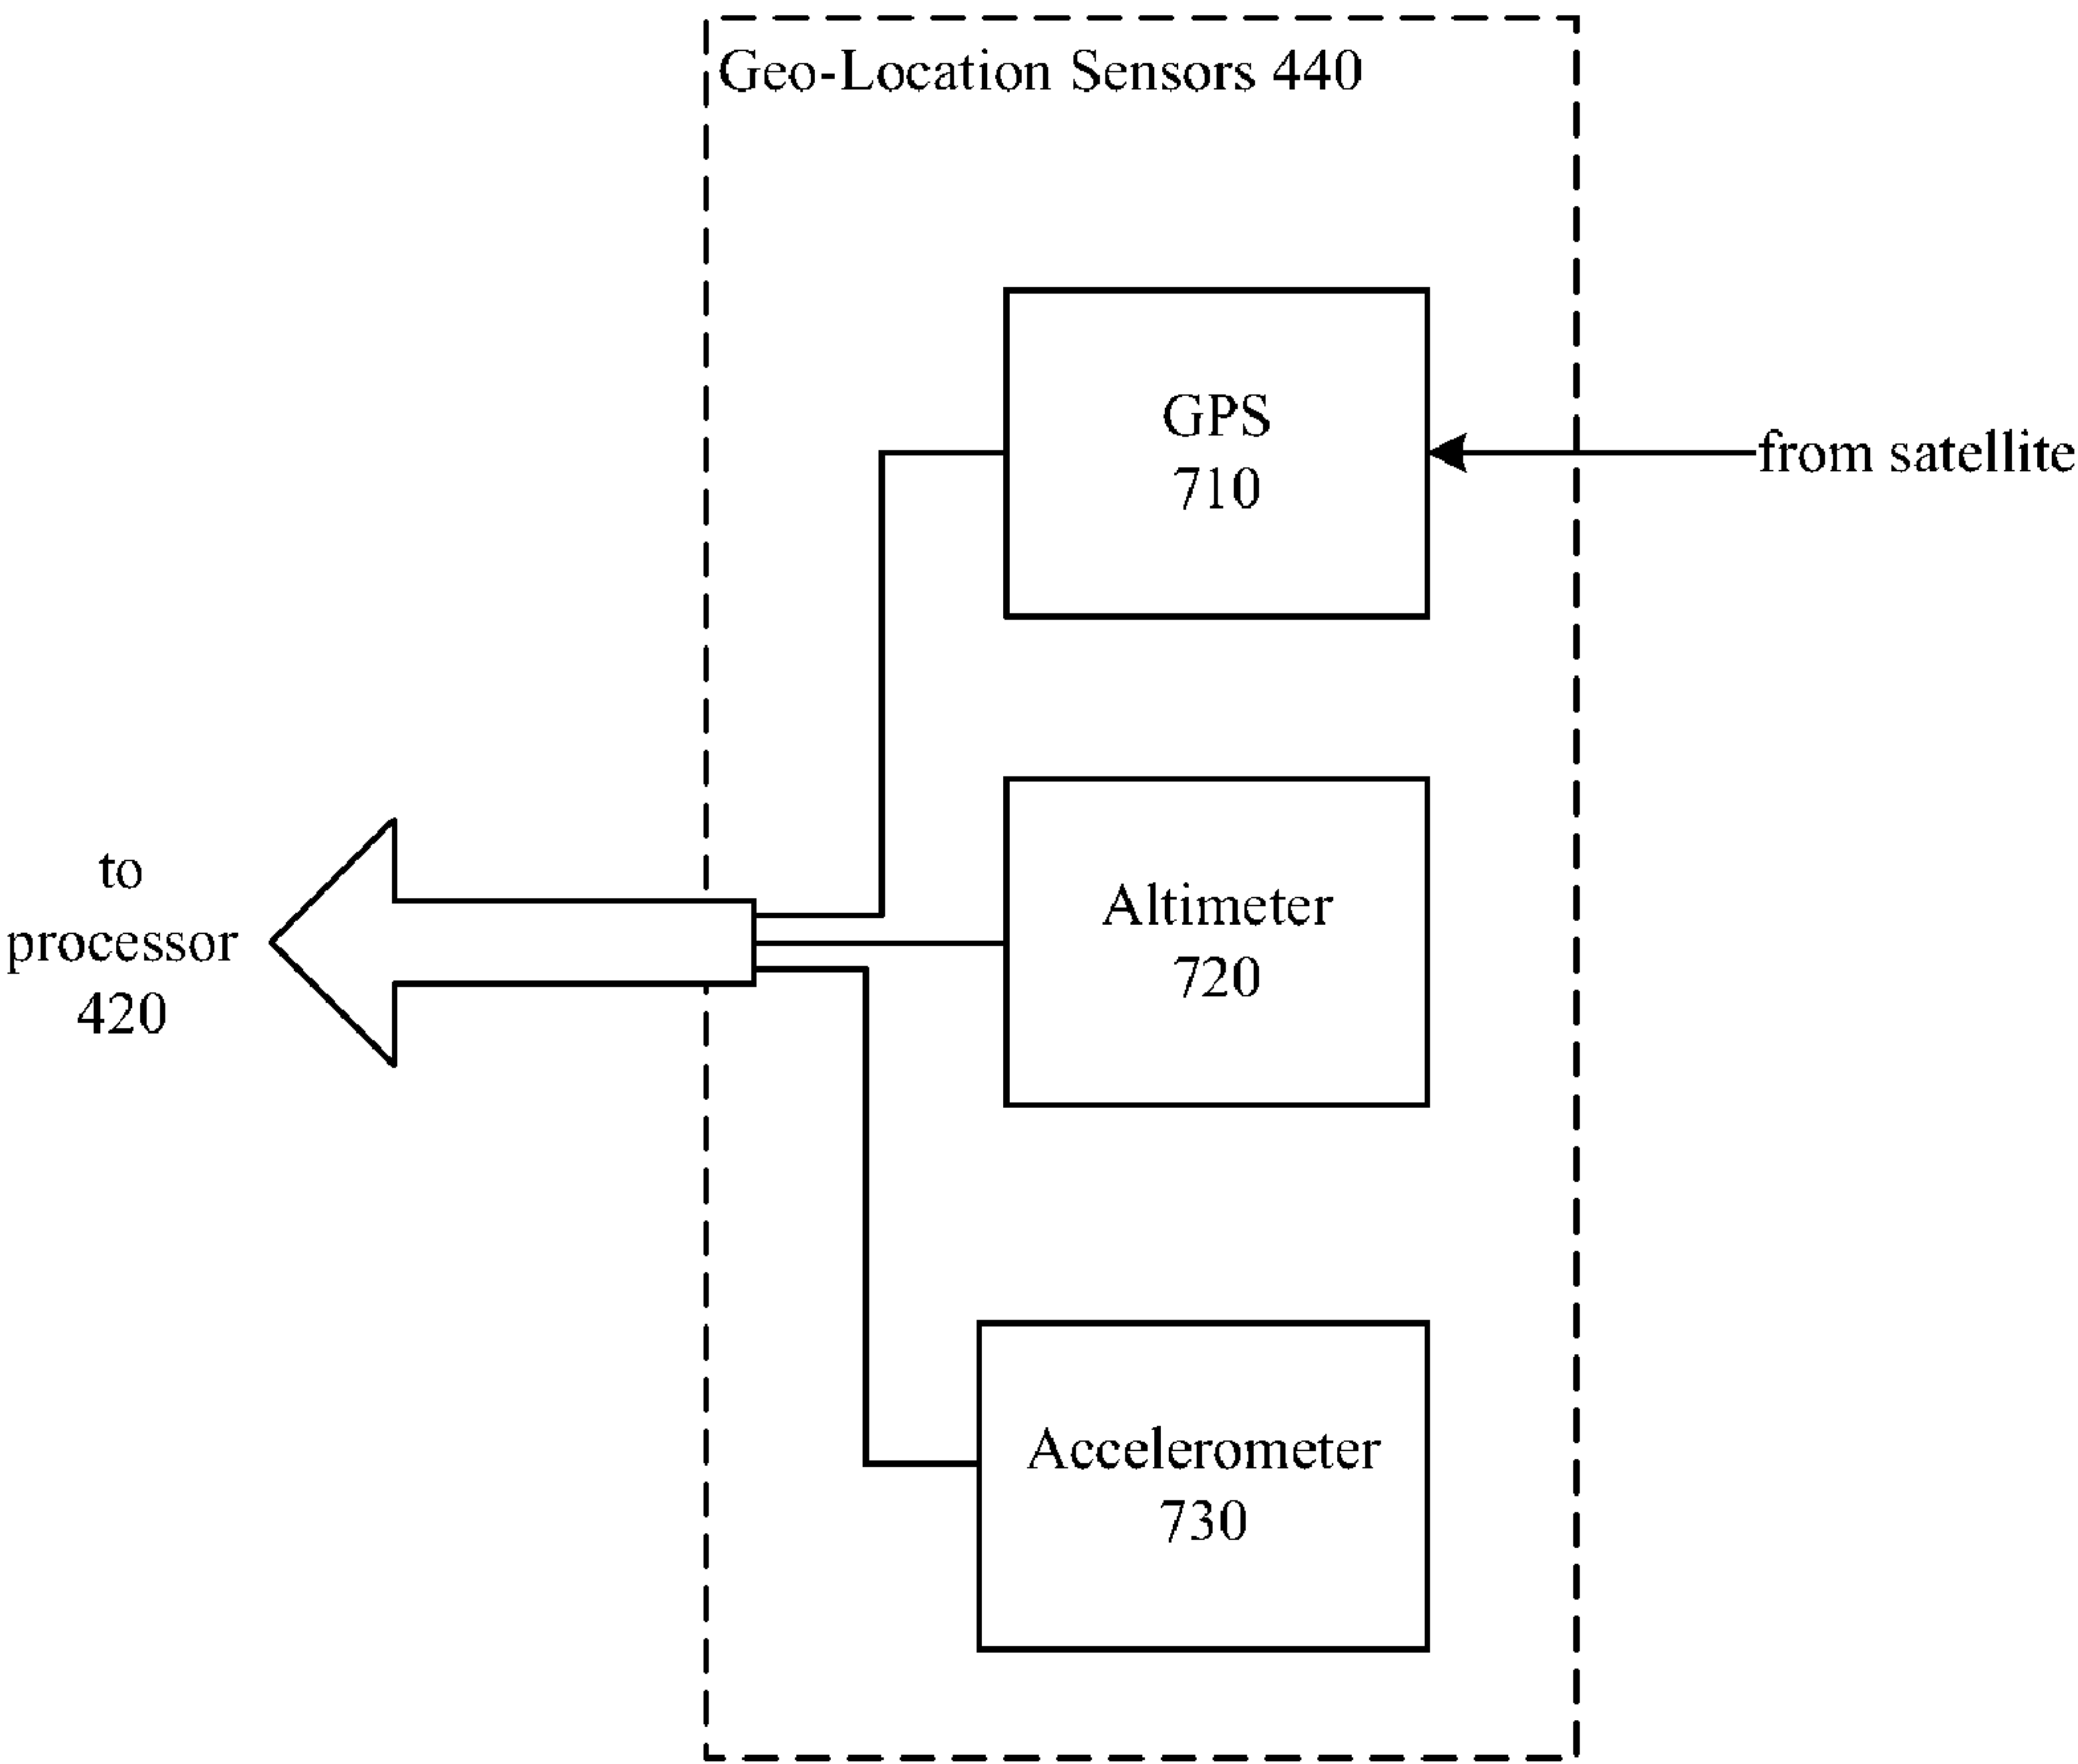 Geo-Location Sensors 440
GPS
710
from satellite
to
processor
420
Altimeter
720
Accelerometer
730